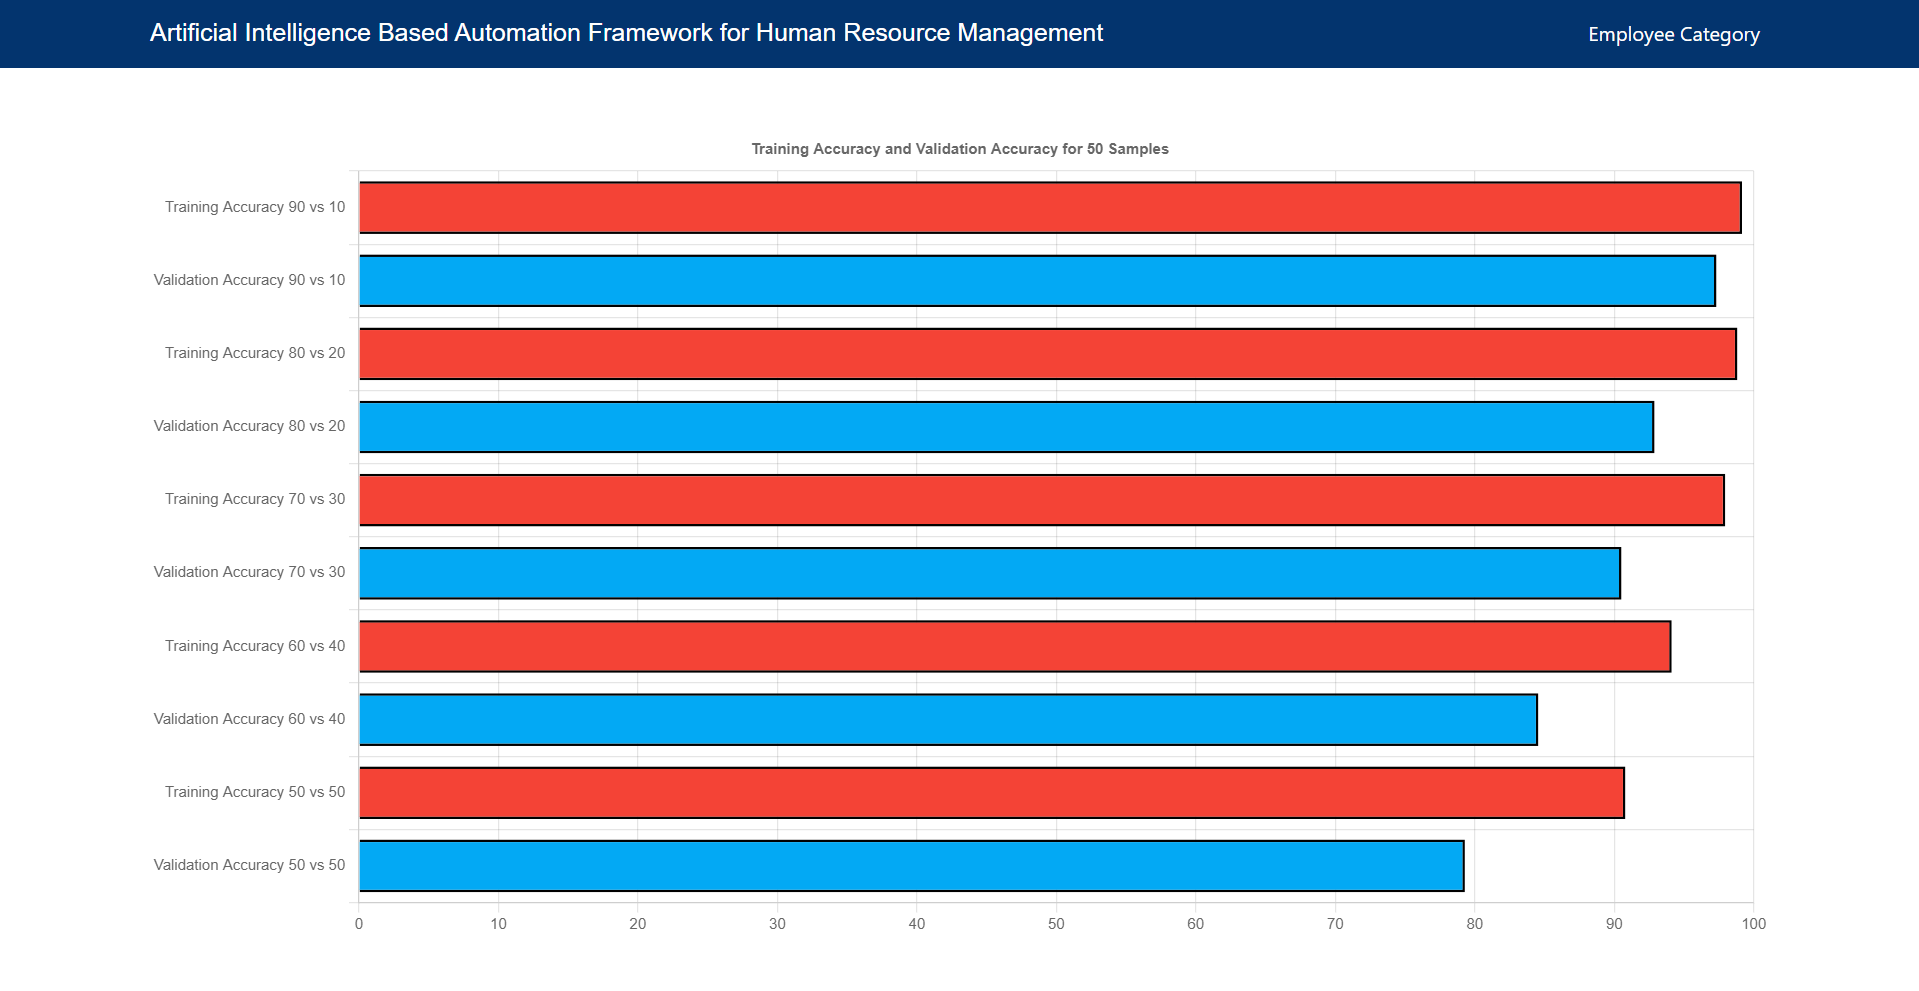 Artificial Intelligence Based Automation Framework for Human Resource Management
Employee Category
Training Accuracy and Validation Accuracy for 50 Samples
Training Accuracy 90 vs 10
Validation Accuracy 90 vs 10
Training Accuracy 80 vs 20
Validation Accuracy 80 vs 20
Training Accuracy 70 vs 30
Validation Accuracy 70 vs 30
Training Accuracy 60 vs 40
Validation Accuracy 60 vs 40
Training Accuracy 50 vs 50
Validation Accuracy 50 vs 50
0 10 20 30 40 50 60 70 80 90 100